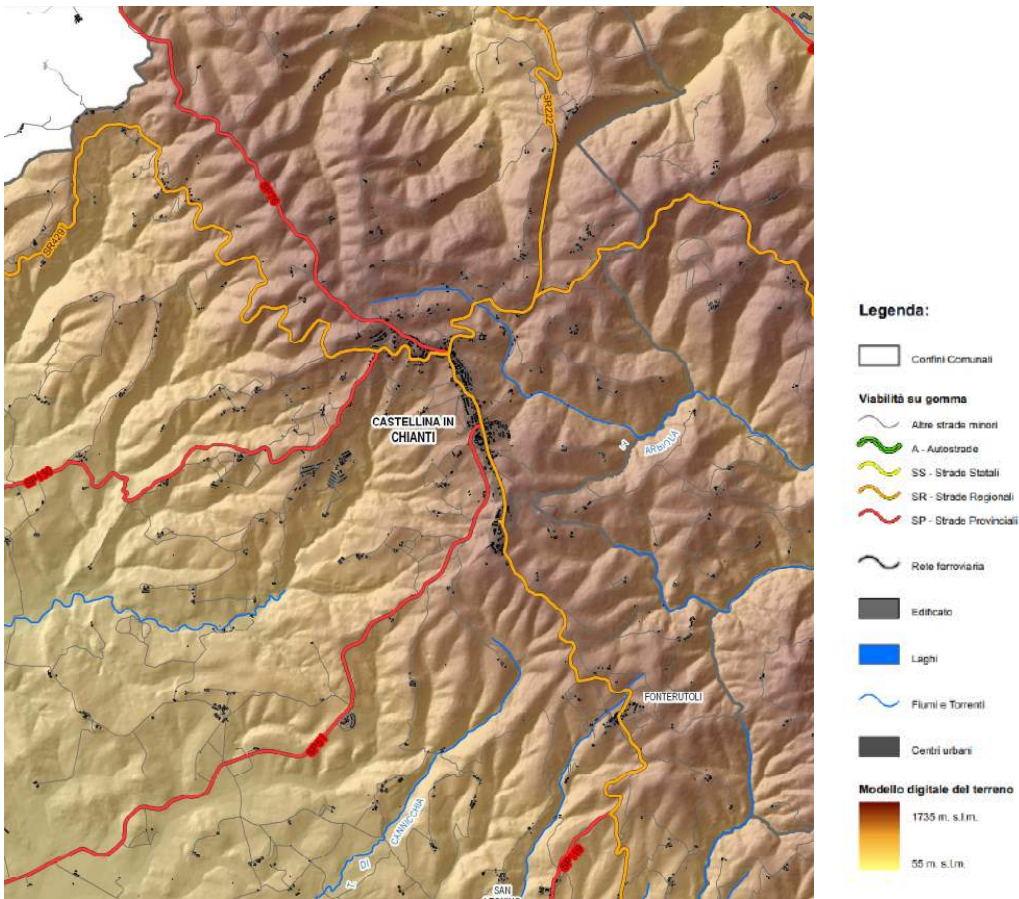 SR222
SR429
CASTELLINA IN
CHIANTI
ARBIOLA
FONTERUTOLI
T. DI
CANNICCHIA
SAN
Legenda:
Confini Comunali
Viabilità su gomma
Altre strade minori
A - Autostrade
SS - Strade Statali
SR - Strade Regionali
SP - Strade Provinciali
Rete ferroviaria
Edificato
Laghi
Fiumi e Torrenti
Centri urbani
Modello digitale del terreno
1735 m. s.l.m.
55 m. s.l.m.